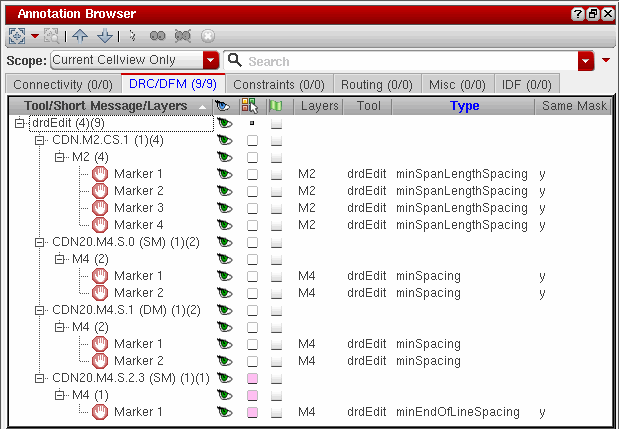 Annotation Browser
Scope: Current Cellview Only Search
Connectivity (0/0) DRC/DFM (9/9) Constraints (0/0) Routing (0/0) Misc (0/0) IDF (0/0)
Tool/Short Message/Layers Layers Tool Type Same Mask
drdEdit (4)(9)
CDN.M2.CS.1 (1)(4)
M2 (4)
Marker 1 M2 drdEdit minSpanLengthSpacing y
Marker 2 M2 drdEdit minSpanLengthSpacing y
Marker 3 M2 drdEdit minSpanLengthSpacing y
Marker 4 M2 drdEdit minSpanLengthSpacing y
CDN20.M4.S.0 (SM) (1)(2)
M4 (2)
Marker 1 M4 drdEdit minSpacing y
Marker 2 M4 drdEdit minSpacing y
CDN20.M4.S.1 (DM) (1)(2)
M4 (2)
Marker 1 M4 drdEdit minSpacing
Marker 2 M4 drdEdit minSpacing
CDN20.M4.S.2.3 (SM) (1)(1)
M4 (1)
Marker 1 M4 drdEdit minEndOfLineSpacing y